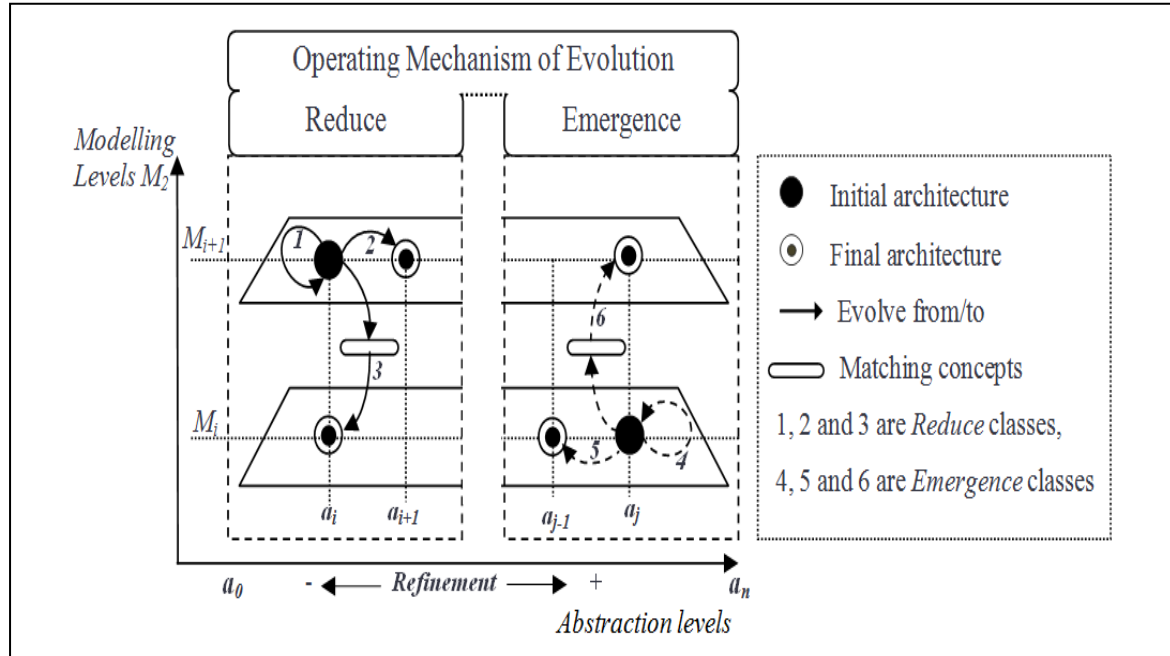 Operating Mechanism of Evolution
Reduce
Emergence
Modelling
Levels M2
Mi+1
1
2
3
6
Mi
5
4
ai
ai+1
aj-1
aj
a0
- Refinement +
an
Abstraction levels
Initial architecture
Final architecture
Evolve from/to
Matching concepts
1, 2 and 3 are Reduce classes,
4, 5 and 6 are Emergence classes